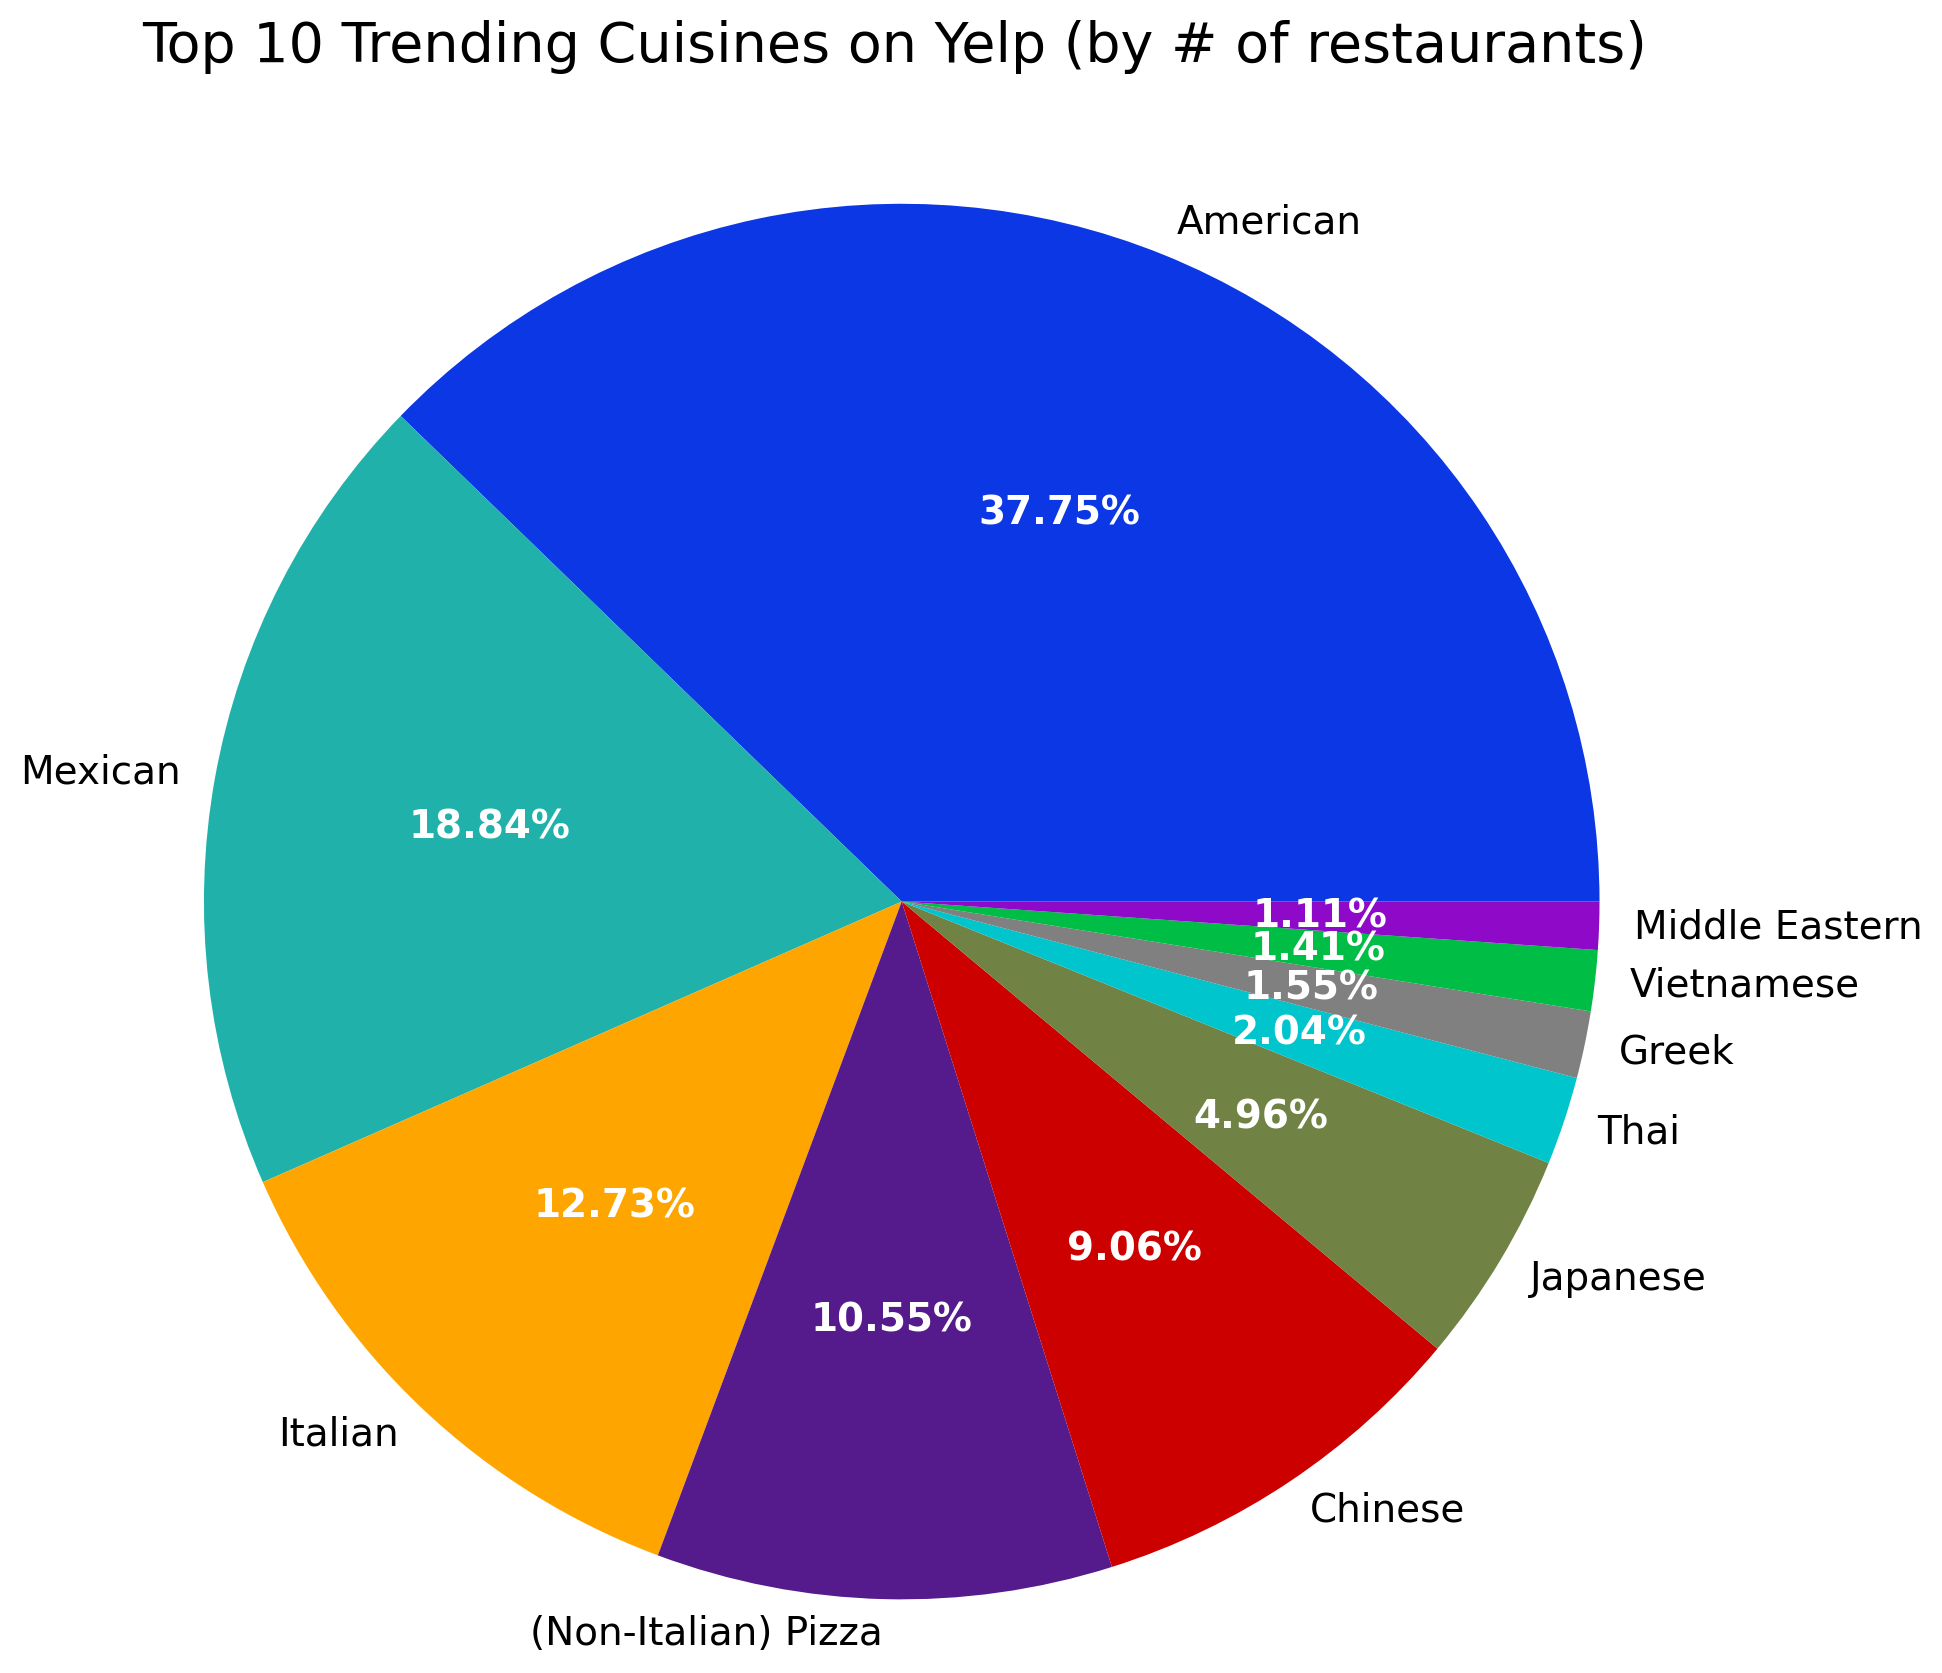 Top 10 Trending Cuisines on Yelp (by # of restaurants)
American
37.75%
Mexican
18.84%
Italian
12.73%
(Non-Italian) Pizza
10.55%
Chinese
9.06%
Japanese
4.96%
Thai
2.04%
Greek
1.55%
Vietnamese
1.41%
Middle Eastern
1.11%